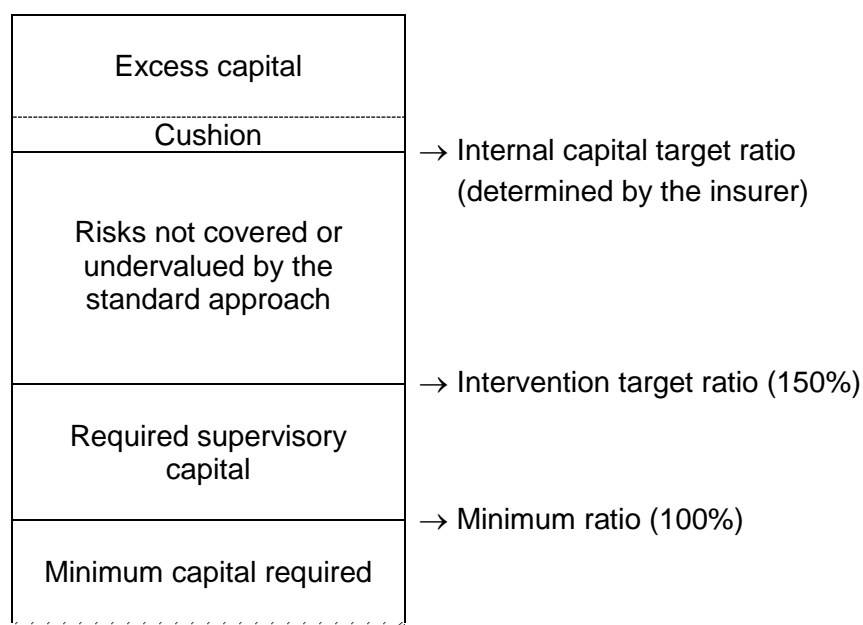 Excess capital
Cushion
→ Internal capital target ratio
(determined by the insurer)
Risks not covered or
undervalued by the
standard approach
→ Intervention target ratio (150%)
Required supervisory
capital
→ Minimum ratio (100%)
Minimum capital required